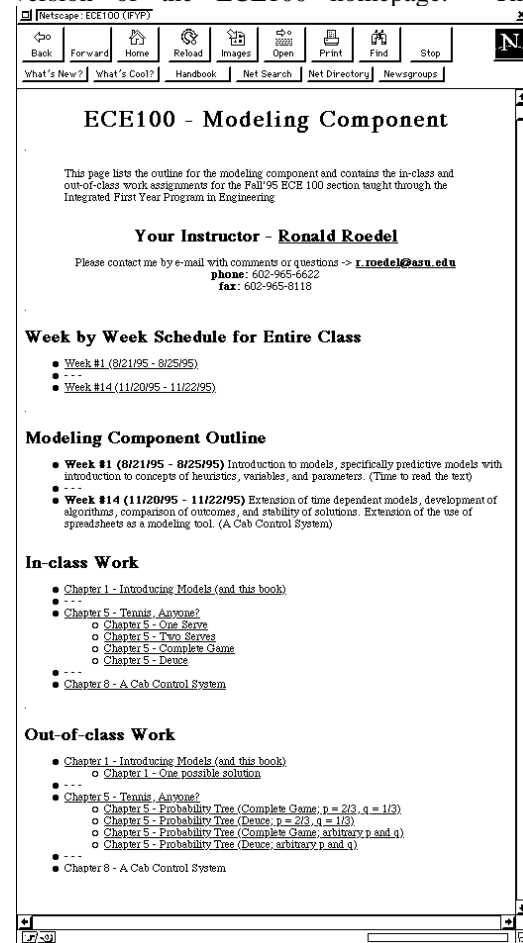 version of the ECE100 homepage.
Netscape: ECE100 (IFYP)
Back Forward Home Reload Images Open Print Find Stop
N
What's New? What's Cool? Handbook Net Search Net Directory Newsgroups
ECE100 - Modeling Component
This page lists the outline for the modeling component and contains the in-class and
out-of-class work assignments for the Fall'95 ECE 100 section taught through the
Integrated First Year Program in Engineering
Your Instructor - Ronald Roedel
Please contact me by e-mail with comments or questions -> r.roedel@asu.edu
phone: 602-965-6622
fax: 602-965-8118
Week by Week Schedule for Entire Class
Week #1 (8/21/95 - 8/25/95)
- - -
Week #14 (11/20/95 - 11/22/95)
Modeling Component Outline
Week #1 (8/21/95 - 8/25/95) Introduction to models, specifically predictive models with
introduction to concepts of heuristics, variables, and parameters. (Time to read the text)
- - -
Week #14 (11/20/95 - 11/22/95) Extension of time dependent models, development of
algorithms, comparison of outcomes, and stability of solutions. Extension of the use of
spreadsheets as a modeling tool. (A Cab Control System)
In-class Work
Chapter 1 - Introducing Models (and this book)
- - -
Chapter 5 - Tennis, Anyone?
Chapter 5 - One Serve
Chapter 5 - Two Serves
Chapter 5 - Complete Game
Chapter 5 - Deuce
- - -
Chapter 8 - A Cab Control System
Out-of-class Work
Chapter 1 - Introducing Models (and this book)
Chapter 1 - One possible solution
- - -
Chapter 5 - Tennis, Anyone?
Chapter 5 - Probability Tree (Complete Game; p = 2/3, q = 1/3)
Chapter 5 - Probability Tree (Deuce; p = 2/3, q = 1/3)
Chapter 5 - Probability Tree (Complete Game; arbitrary p and q)
Chapter 5 - Probability Tree (Deuce; arbitrary p and q)
- - -
Chapter 8 - A Cab Control System